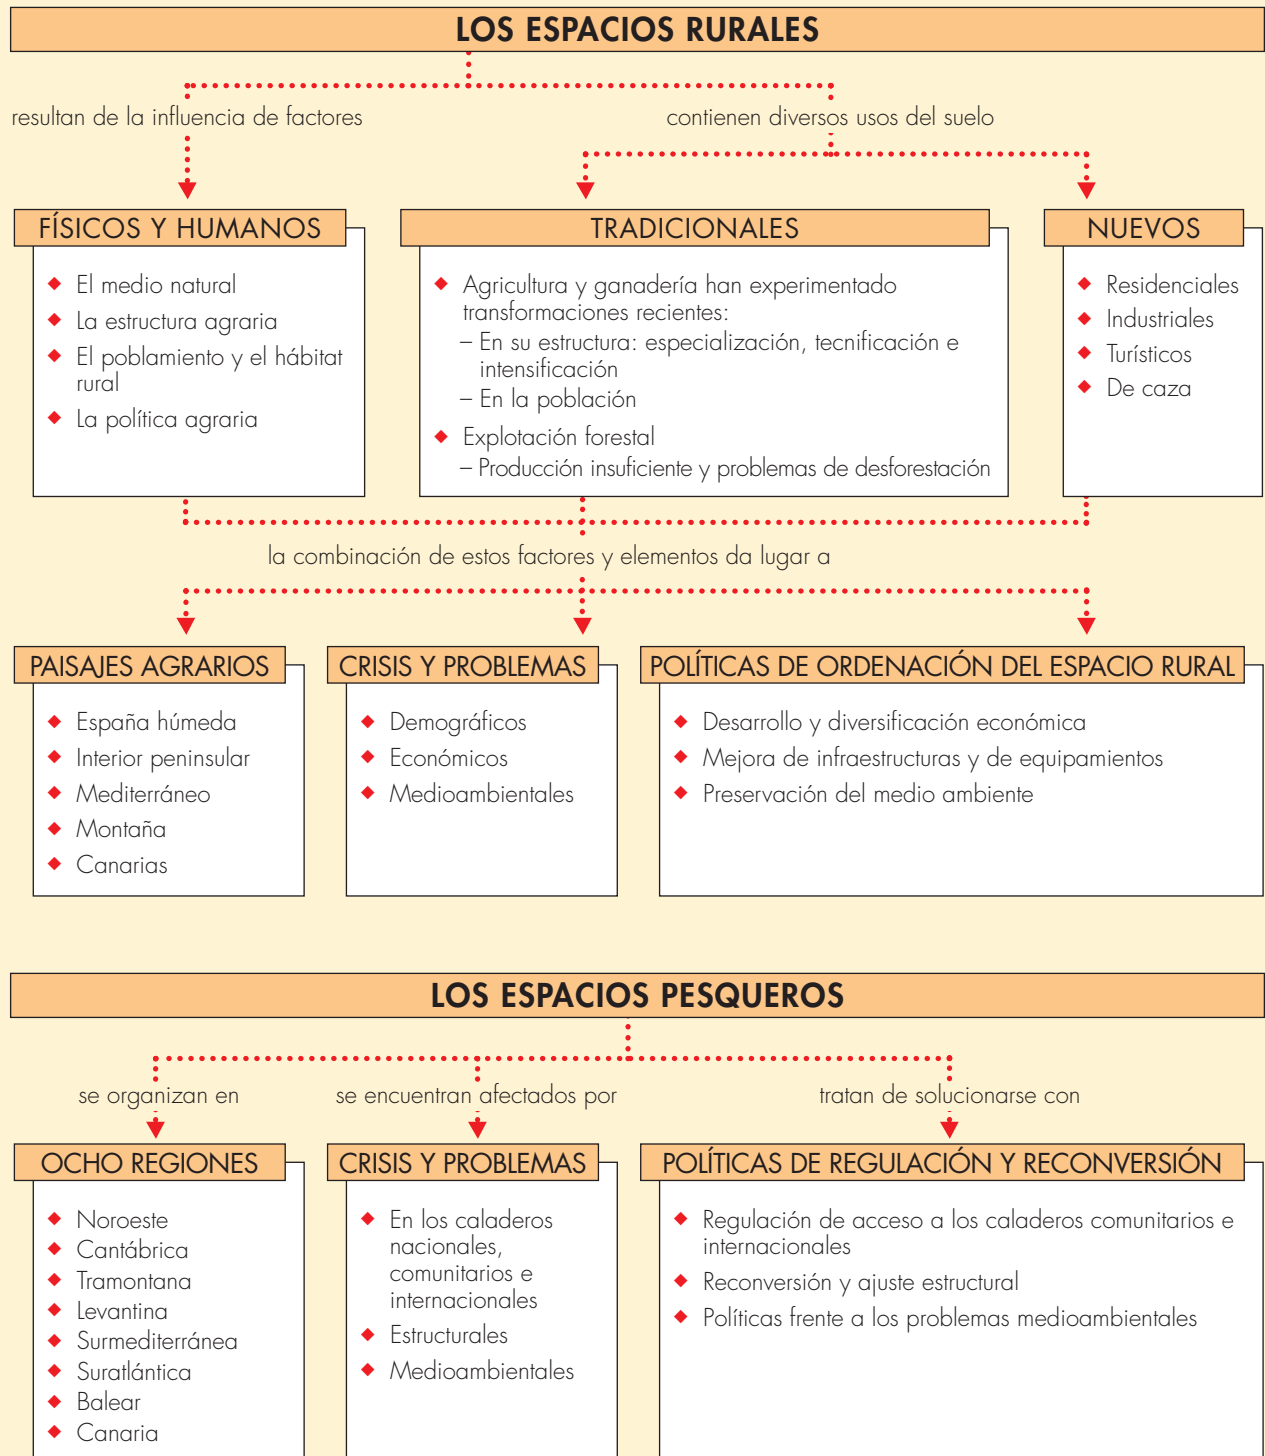 LOS ESPACIOS RURALES
resultan de la influencia de factores
contienen diversos usos del suelo
FÍSICOS Y HUMANOS
◆ El medio natural
◆ La estructura agraria
◆ El poblamiento y el hábitat
rural
◆ La política agraria
TRADICIONALES
◆ Agricultura y ganadería han experimentado
transformaciones recientes:
– En su estructura: especialización, tecnificación e
intensificación
– En la población
◆ Explotación forestal
– Producción insuficiente y problemas de desforestación
NUEVOS
◆ Residenciales
◆ Industriales
◆ Turísticos
◆ De caza
la combinación de estos factores y elementos da lugar a
PAISAJES AGRARIOS
◆ España húmeda
◆ Interior peninsular
◆ Mediterráneo
◆ Montaña
◆ Canarias
CRISIS Y PROBLEMAS
◆ Demográficos
◆ Económicos
◆ Medioambientales
POLÍTICAS DE ORDENACIÓN DEL ESPACIO RURAL
◆ Desarrollo y diversificación económica
◆ Mejora de infraestructuras y de equipamientos
◆ Preservación del medio ambiente
LOS ESPACIOS PESQUEROS
se organizan en
se encuentran afectados por
tratan de solucionarse con
OCHO REGIONES
◆ Noroeste
◆ Cantábrica
◆ Tramontana
◆ Levantina
◆ Surmediterránea
◆ Suratlántica
◆ Balear
◆ Canaria
CRISIS Y PROBLEMAS
◆ En los caladeros
nacionales,
comunitarios e
internacionales
◆ Estructurales
◆ Medioambientales
POLÍTICAS DE REGULACIÓN Y RECONVERSIÓN
◆ Regulación de acceso a los caladeros comunitarios e
internacionales
◆ Reconversión y ajuste estructural
◆ Políticas frente a los problemas medioambientales